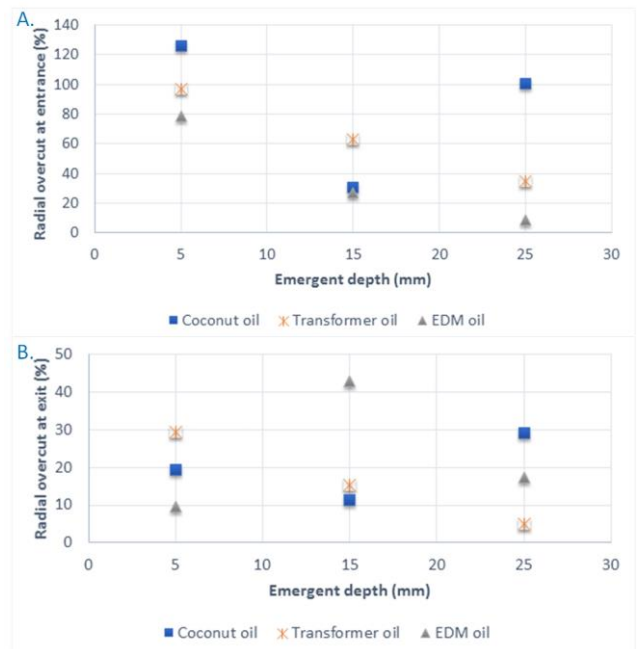 A.
Radial overcut at entrance (%)
140
120
100
80
60
40
20
0
0 5 10 15 20 25 30
Emergent depth (mm)
Coconut oil Transformer oil EDM oil
B.
Radial overcut at exit (%)
50
40
30
20
10
0
0 5 10 15 20 25 30
Emergent depth (mm)
Coconut oil Transformer oil EDM oil